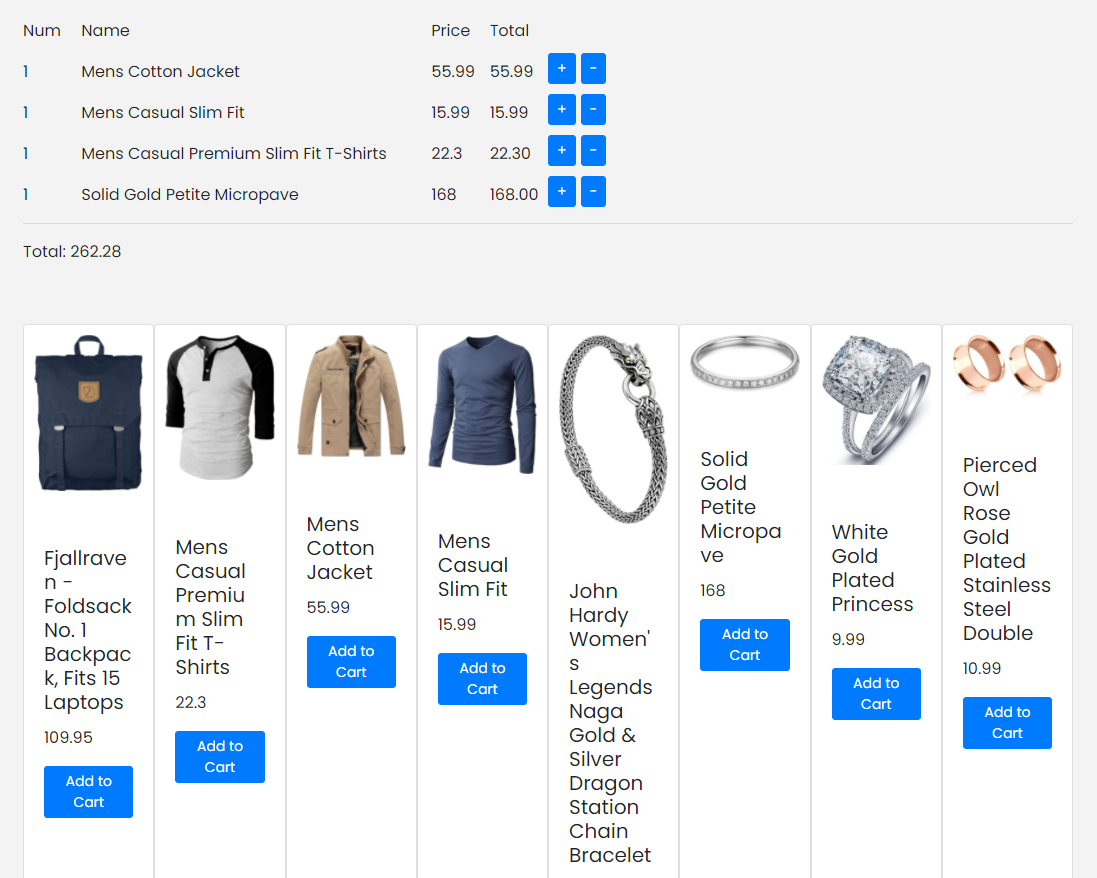 Num Name Price Total
1 Mens Cotton Jacket 55.99 55.99 + -
1 Mens Casual Slim Fit 15.99 15.99 + -
1 Mens Casual Premium Slim Fit T-Shirts 22.3 22.30 + -
1 Solid Gold Petite Micropave 168 168.00 + -
Total: 262.28
Fjallrave
n -
Foldsack
No. 1
Backpac
k, Fits 15
Laptops
109.95
Add to
Cart
Mens
Casual
Premiu
m Slim
Fit T-
Shirts
22.3
Add to
Cart
Mens
Cotton
Jacket
55.99
Add to
Cart
Mens
Casual
Slim Fit
15.99
Add to
Cart
John
Hardy
Women'
s
Legends
Naga
Gold &
Silver
Dragon
Station
Chain
Bracelet
Solid
Gold
Petite
Micropa
ve
168
Add to
Cart
White
Gold
Plated
Princess
9.99
Add to
Cart
Pierced
Owl
Rose
Gold
Plated
Stainless
Steel
Double
10.99
Add to
Cart